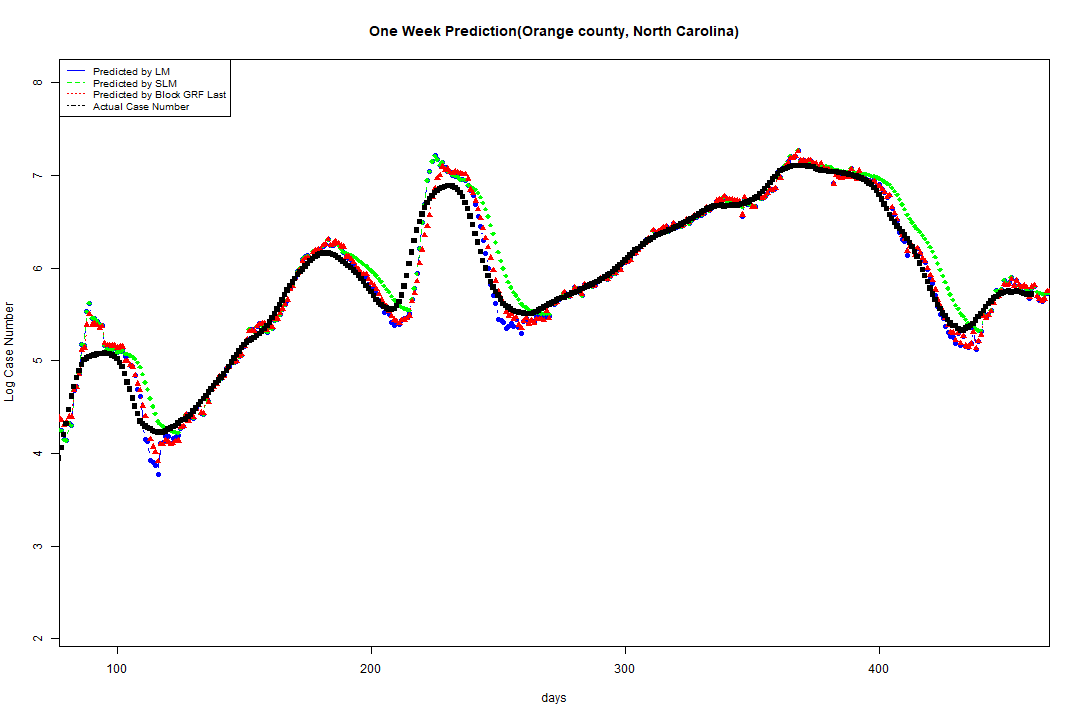 One Week Prediction(Orange county, North Carolina)
Predicted by LM
Predicted by SLM
Predicted by Block GRF Last
Actual Case Number
8
7
6
5
4
3
2
Log Case Number
100 200 300 400
days